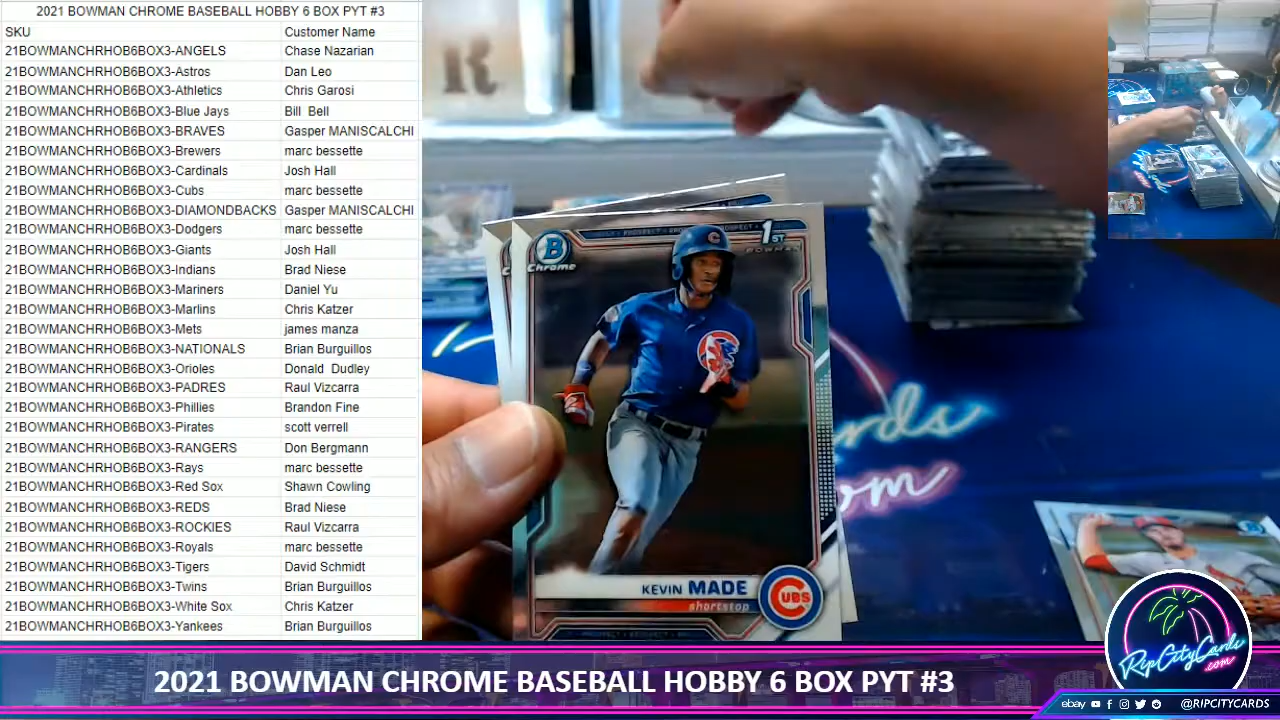 2021 BOWMAN CHROME BASEBALL HOBBY 6 BOX PYT #3
SKU Customer Name
21BOWMANCHRHOB6BOX3-ANGELS Chase Nazarian
21BOWMANCHRHOB6BOX3-Astros Dan Leo
21BOWMANCHRHOB6BOX3-Athletics Chris Garosi
21BOWMANCHRHOB6BOX3-Blue Jays Bill Bell
21BOWMANCHRHOB6BOX3-BRAVES Gasper MANISCALCHI
21BOWMANCHRHOB6BOX3-Brewers marc bessette
21BOWMANCHRHOB6BOX3-Cardinals Josh Hall
21BOWMANCHRHOB6BOX3-Cubs marc bessette
21BOWMANCHRHOB6BOX3-DIAMONDBACKS Gasper MANISCALCHI
21BOWMANCHRHOB6BOX3-Dodgers marc bessette
21BOWMANCHRHOB6BOX3-Giants Josh Hall
21BOWMANCHRHOB6BOX3-Indians Brad Niese
21BOWMANCHRHOB6BOX3-Mariners Daniel Yu
21BOWMANCHRHOB6BOX3-Marlins Chris Katzer
21BOWMANCHRHOB6BOX3-Mets james manza
21BOWMANCHRHOB6BOX3-NATIONALS Brian Burguillos
21BOWMANCHRHOB6BOX3-Orioles Donald Dudley
21BOWMANCHRHOB6BOX3-PADRES Raul Vizcarra
21BOWMANCHRHOB6BOX3-Phillies Brandon Fine
21BOWMANCHRHOB6BOX3-Pirates scott verrell
21BOWMANCHRHOB6BOX3-RANGERS Don Bergmann
21BOWMANCHRHOB6BOX3-Rays marc bessette
21BOWMANCHRHOB6BOX3-Red Sox Shawn Cowling
21BOWMANCHRHOB6BOX3-REDS Brad Niese
21BOWMANCHRHOB6BOX3-ROCKIES Raul Vizcarra
21BOWMANCHRHOB6BOX3-Royals marc bessette
21BOWMANCHRHOB6BOX3-Tigers David Schmidt
21BOWMANCHRHOB6BOX3-Twins Brian Burguillos
21BOWMANCHRHOB6BOX3-White Sox Chris Katzer
21BOWMANCHRHOB6BOX3-Yankees Brian Burguillos
B
Chrome
1ST
BOWMAN
KEVIN MADE
shortstop
CUBS
RipCityCards
.com
2021 BOWMAN CHROME BASEBALL HOBBY 6 BOX PYT #3
ebay @RIPCITYCARDS